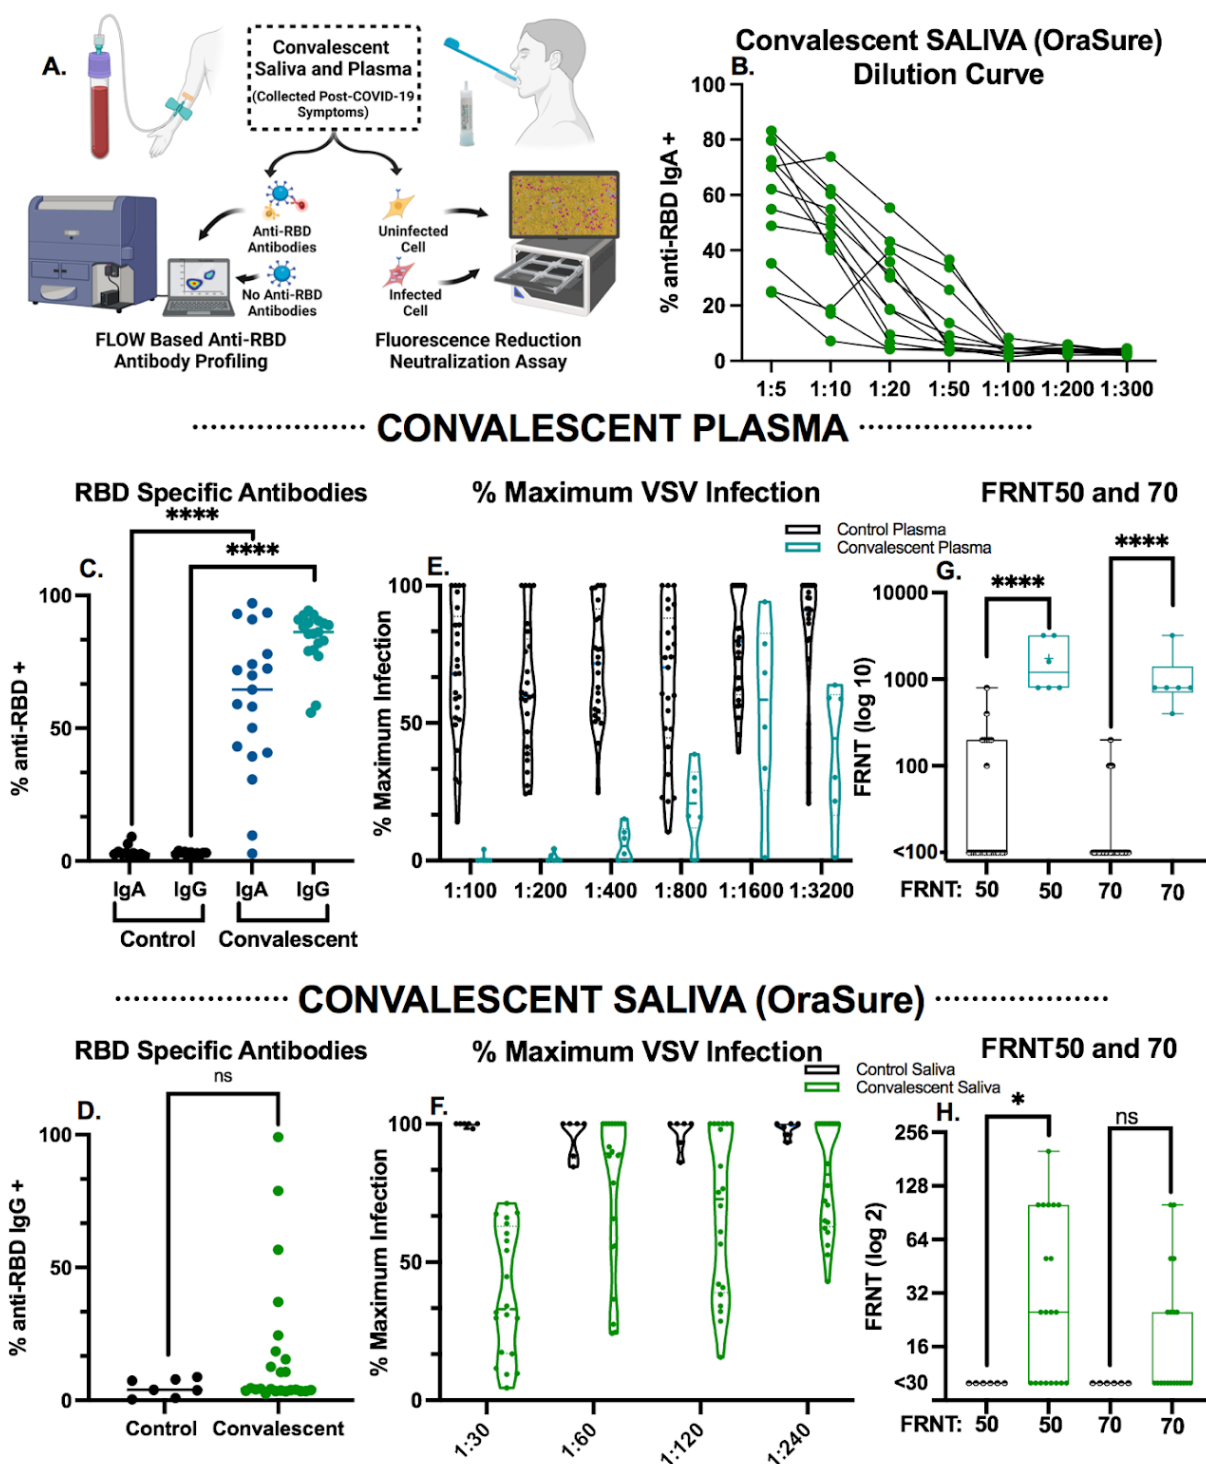 A.
Convalescent
Saliva and Plasma
(Collected Post-COVID-19
Symptoms)
Anti-RBD
Antibodies
No Anti-RBD
Antibodies
Uninfected
Cell
Infected
Cell
FLOW Based Anti-RBD
Antibody Profiling
Fluorescence Reduction
Neutralization Assay
Convalescent SALIVA (OraSure)
Dilution Curve
B.
% anti-RBD IgA +
100
80
60
40
20
0
1:5 1:10 1:20 1:50 1:100 1:200 1:300
CONVALESCENT PLASMA
RBD Specific Antibodies
C.
****
****
% anti-RBD +
100
50
0
IgA IgG IgA IgG
Control Convalescent
% Maximum VSV Infection
Control Plasma
Convalescent Plasma
E.
% Maximum Infection
100
50
0
1:100 1:200 1:400 1:800 1:1600 1:3200
FRNT50 and 70
G.
****
****
FRNT (log 10)
10000
1000
100
<100
FRNT: 50 50 70 70
CONVALESCENT SALIVA (OraSure)
RBD Specific Antibodies
ns
D.
% anti-RBD IgG +
100
50
0
Control Convalescent
% Maximum VSV Infection
Control Saliva
Convalescent Saliva
F.
% Maximum Infection
100
50
0
1:30 1:60 1:120 1:240
FRNT50 and 70
H.
*
ns
FRNT (log 2)
256
128
64
32
16
<30
FRNT: 50 50 70 70